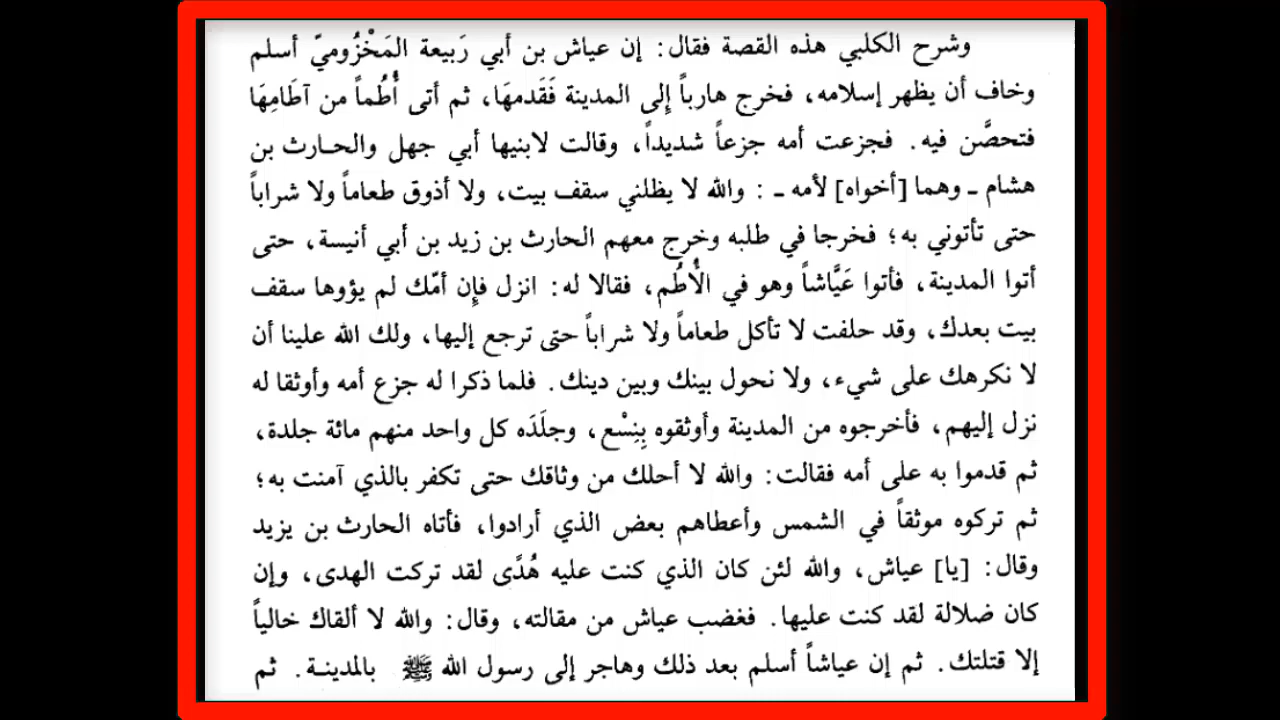 وشرح الكلبي هذه القصة فقال: إن عياش بن أبي رَبيعة المَخْزُوميّ أسلم
وخاف أن يظهر إسلامه، فخرج هارباً إِلى المدينة فَقَدمهَا، ثم أتى أُطُماً من آطَامِهَا
فتحصَّن فيه. فجزعت أمه جزعاً شديداً، وقالت لابنيها أبي جهل والحارث بن
هشام ـ وهما [أخواه] لأمه ـ : والله لا يظلني سقف بيت، ولا أذوق طعاماً ولا شراباً
حتى تأتوني به؛ فخرجا في طلبه وخرج معهم الحارث بن زيد بن أبي أنيسة، حتى
أتوا المدينة، فأتوا عَيَّاشاً وهو في الأُطُم، فقالا له: انزل فإِن أمّك لم يؤوها سقف
بيت بعدك، وقد حلفت لا تأكل طعاماً ولا شراباً حتى ترجع إليها، ولك الله علينا أن
لا نكرهك على شيء، ولا نحول بينك وبين دينك. فلما ذكرا له جزع أمه وأوثقا له
نزل إليهم، فأخرجوه من المدينة وأوثقوه بِنِسْع، وجلَدَه كل واحد منهم مائة جلدة،
ثم قدموا به على أمه فقالت: والله لا أحلك من وثاقك حتى تكفر بالذي آمنت به؛
ثم تركوه موثقاً في الشمس وأعطاهم بعض الذي أرادوا، فأتاه الحارث بن يزيد
وقال: [يا] عياش، والله لئن كان الذي كنت عليه هُدًى لقد تركت الهدى، وإن
كان ضلالة لقد كنت عليها. فغضب عياش من مقالته، وقال: والله لا ألقاك خالياً
إلا قتلتك. ثم إن عياشاً أسلم بعد ذلك وهاجر إلى رسول الله ﷺ بالمدينة. ثم